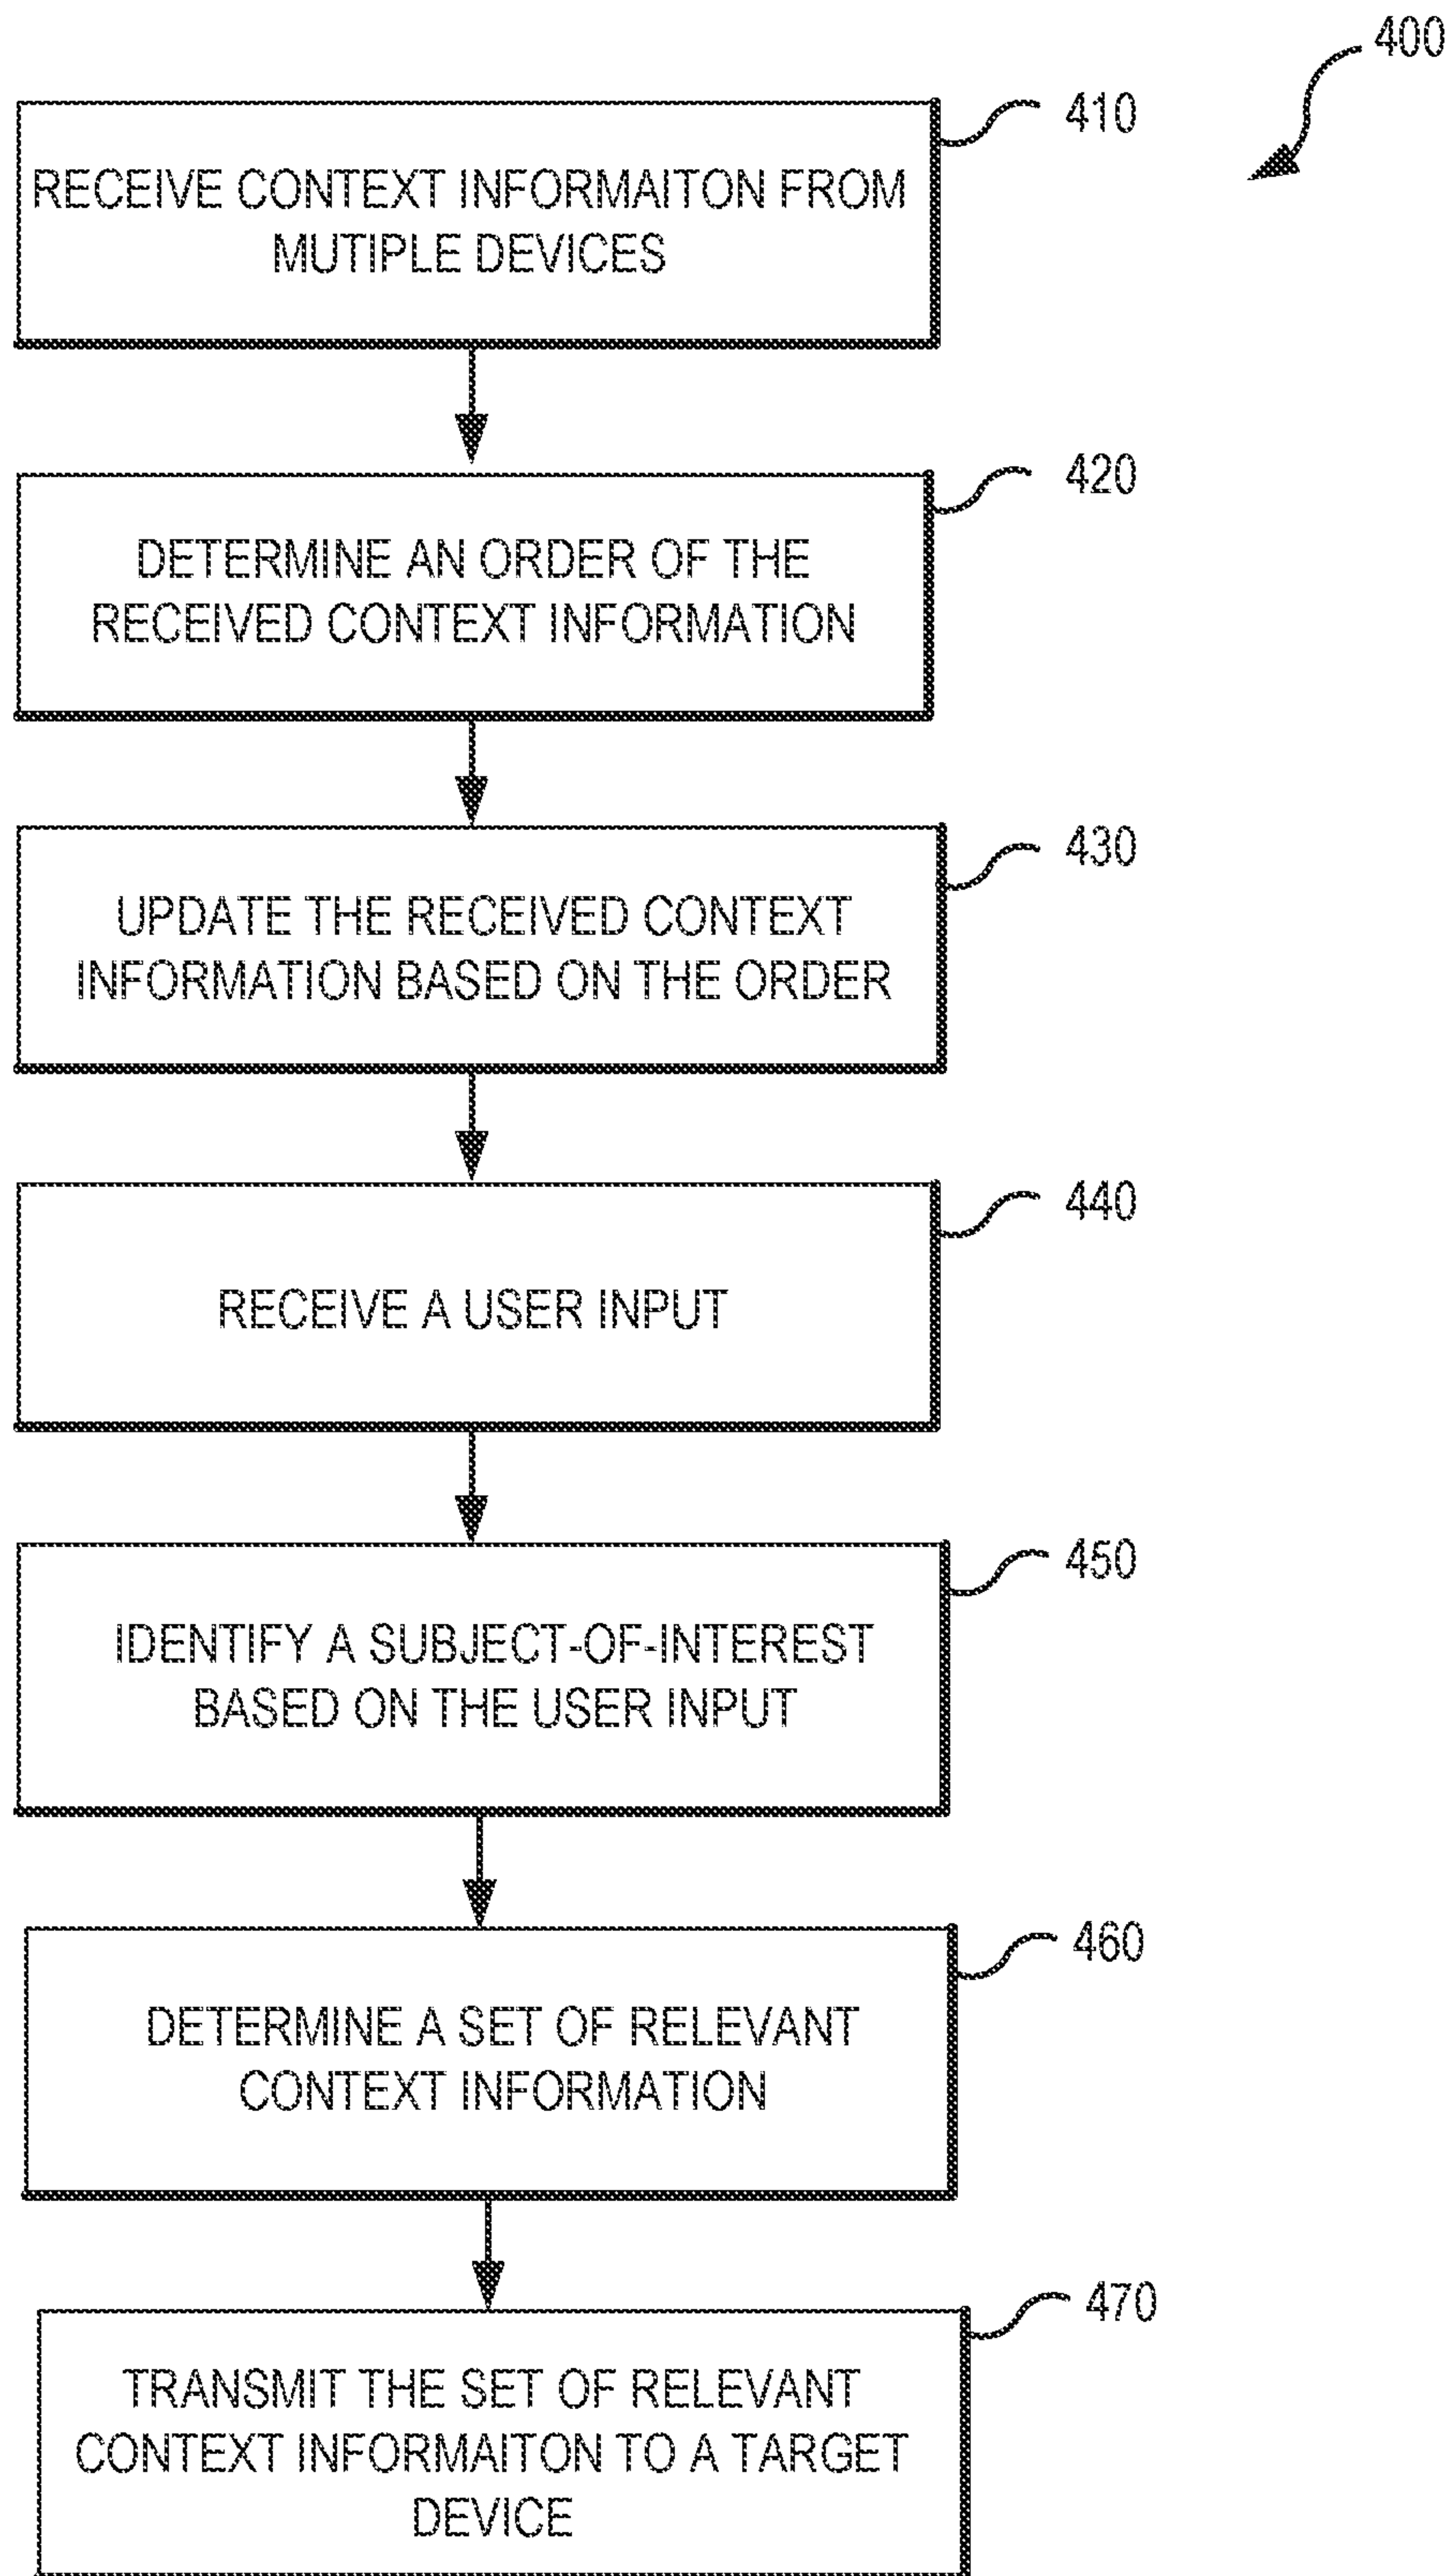 400
410
RECEIVE CONTEXT INFORMAITON FROM
MUTIPLE DEVICES
420
DETERMINE AN ORDER OF THE
RECEIVED CONTEXT INFORMATION
430
UPDATE THE RECEIVED CONTEXT
INFORMATION BASED ON THE ORDER
440
RECEIVE A USER INPUT
450
IDENTIFY A SUBJECT-OF-INTEREST
BASED ON THE USER INPUT
460
DETERMINE A SET OF RELEVANT
CONTEXT INFORMATION
470
TRANSMIT THE SET OF RELEVANT
CONTEXT INFORMAITON TO A TARGET
DEVICE